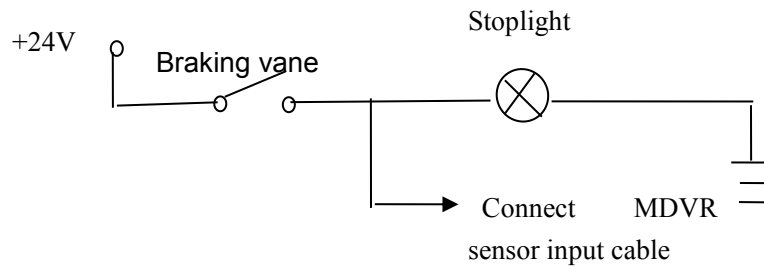 Stoplight
+24V
Braking vane
Connect MDVR
sensor input cable